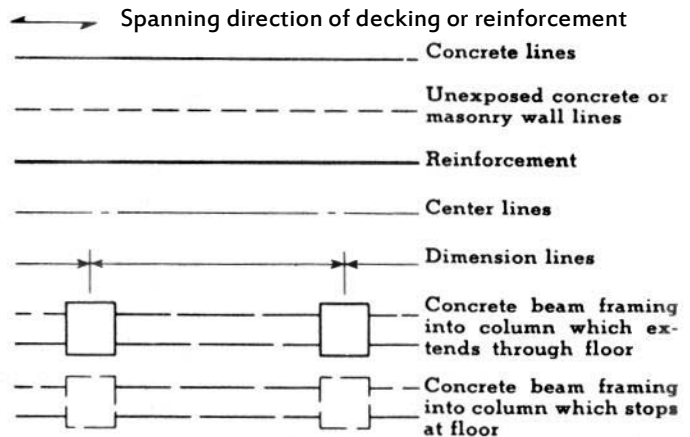 Spanning direction of decking or reinforcement
Concrete lines
Unexposed concrete or
masonry wall lines
Reinforcement
Center lines
Dimension lines
Concrete beam framing
into column which ex-
tends through floor
Concrete beam framing
into column which stops
at floor